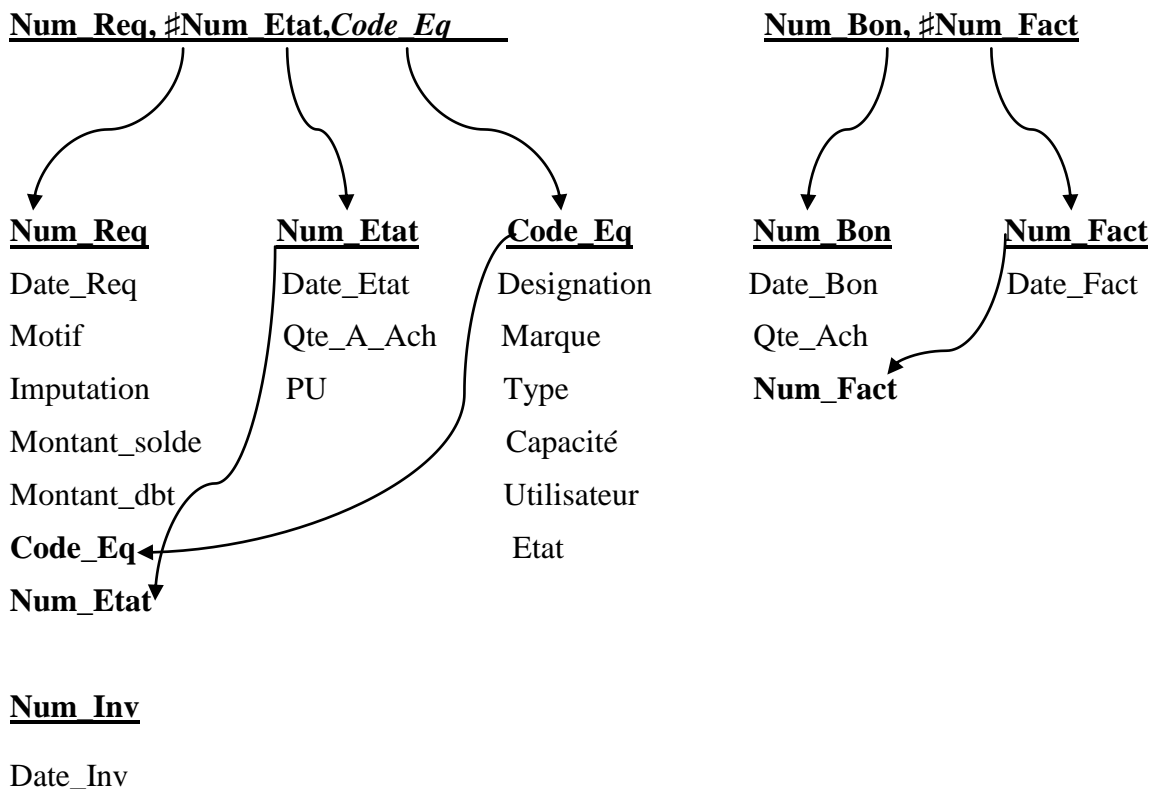 Num_Req, ♯Num_Etat,Code_Eq Num_Bon, ♯Num_Fact
Num_Req Num_Etat Code_Eq Num_Bon Num_Fact
Date_Req Date_Etat Designation Date_Bon Date_Fact
Motif Qte_A_Ach Marque Qte_Ach
Imputation PU Type Num_Fact
Montant_solde Capacité
Montant_dbt Utilisateur
Code_Eq Etat
Num_Etat
Num_Inv
Date_Inv